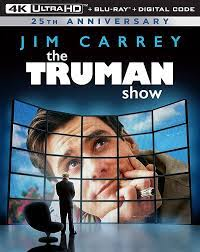 4K ULTRA HD + BLU-RAY + DIGITAL CODE
25TH ANNIVERSARY
JIM CARREY
the
TRUMAN
show